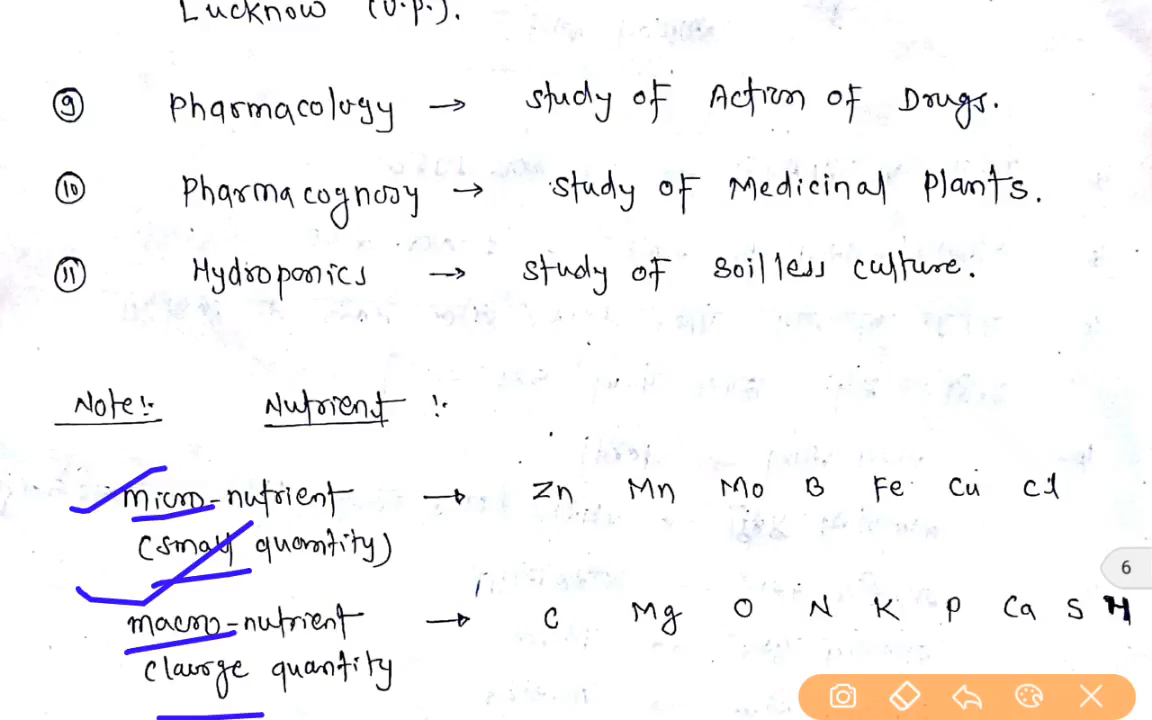 Lucknow (U.P.).
⑨ Pharmacology → study of Action of Drugs.
⑩ Pharmacognosy → study of Medicinal Plants.
⑪ Hydroponics → study of soilless culture.
Note:- Nutrient :-
micro-nutrient → Zn Mn Mo B Fe Cu Cl
(small quantity)
6
macro-nutrient → C Mg O N K P Ca S H
(large quantity